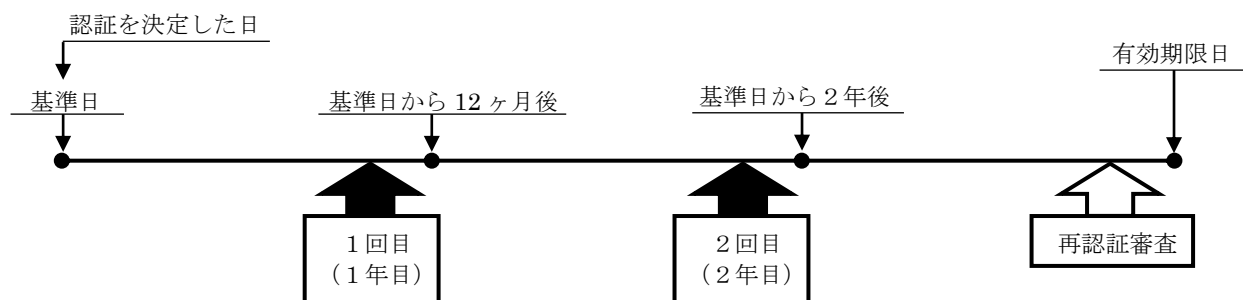 認証を決定した日
有効期限日
基準日
基準日から 12 ヶ月後
基準日から２年後
１回目
（１年目）
２回目
（２年目）
再認証審査